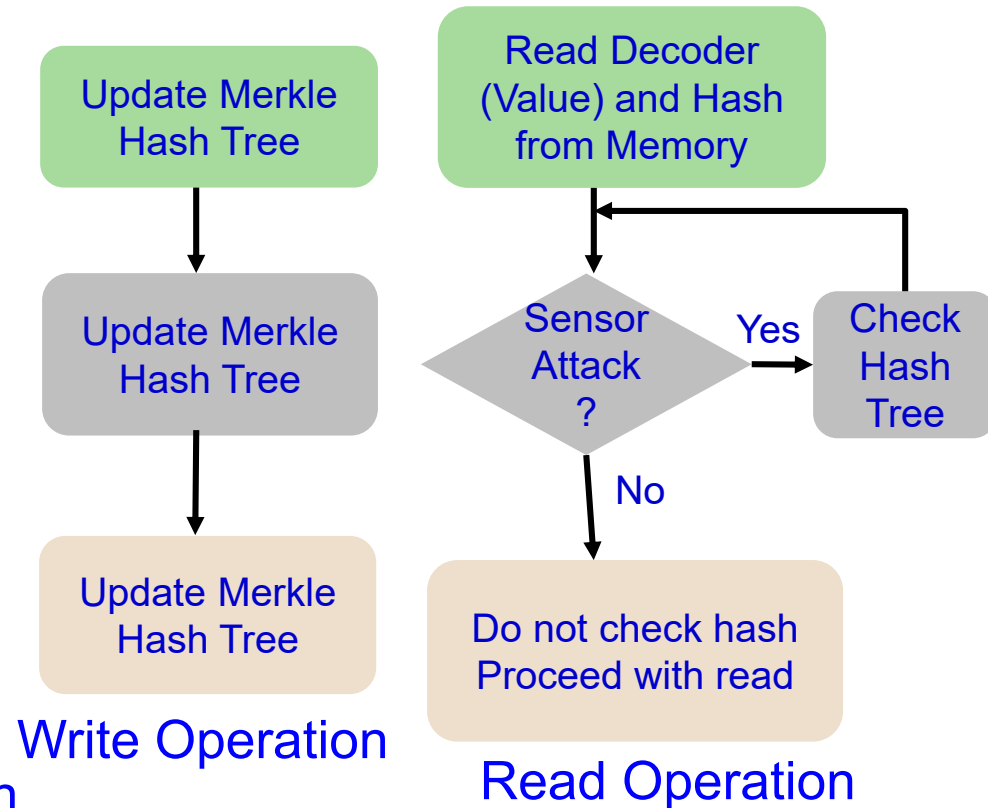 Update Merkle
Hash Tree
Update Merkle
Hash Tree
Update Merkle
Hash Tree
Write Operation
Read Decoder
(Value) and Hash
from Memory
Sensor
Attack
?
Yes
Check
Hash
Tree
No
Do not check hash
Proceed with read
Read Operation